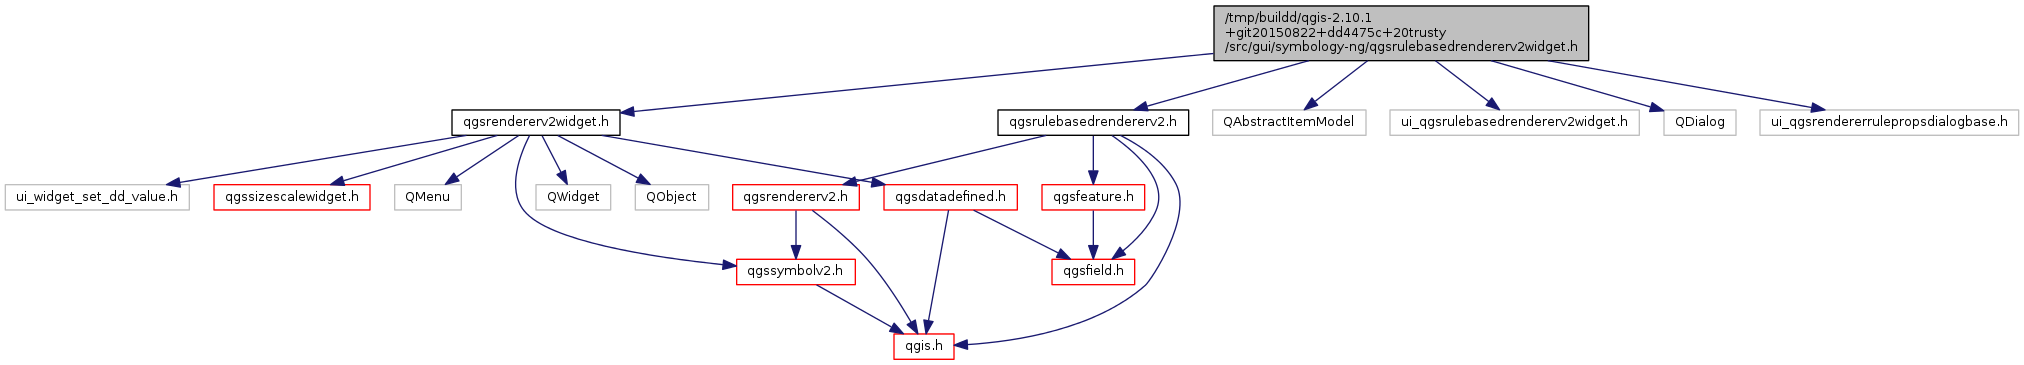 /tmp/buildd/qgis-2.10.1
+git20150822+dd4475c+20trusty
/src/gui/symbology-ng/qgsrulebasedrendererv2widget.h
qgsrendererv2widget.h
qgsrulebasedrendererv2.h
QAbstractItemModel
ui_qgsrulebasedrendererv2widget.h
QDialog
ui_qgsrendererrulepropsdialogbase.h
ui_widget_set_dd_value.h
qgssizescalewidget.h
QMenu
QWidget
QObject
qgsrendererv2.h
qgsdatadefined.h
qgsfeature.h
qgssymbolv2.h
qgsfield.h
qgis.h